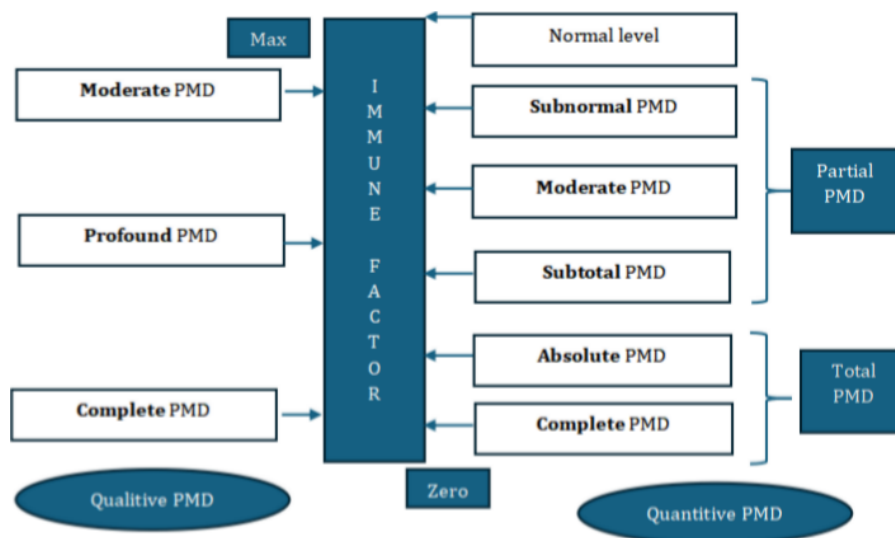 Max
Normal level
Moderate PMD
Subnormal PMD
Moderate PMD
Partial
PMD
Profound PMD
Subtotal PMD
I
M
M
U
N
E
F
A
C
T
O
R
Absolute PMD
Total
PMD
Complete PMD
Complete PMD
Zero
Qualitive PMD
Quantitive PMD